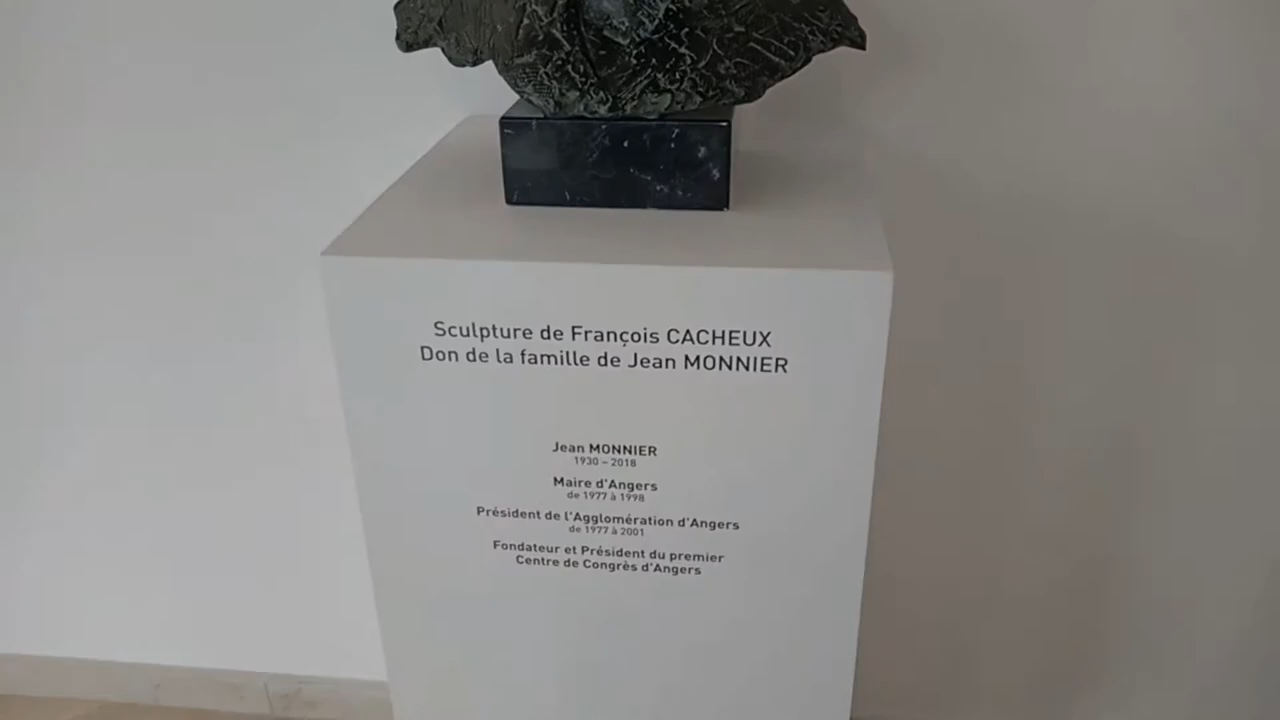 Sculpture de François CACHEUX
Don de la famille de Jean MONNIER
Jean MONNIER
1930 – 2018
Maire d'Angers
de 1977 à 1998
Président de l'Agglomération d'Angers
de 1977 à 2001
Fondateur et Président du premier
Centre de Congrès d'Angers